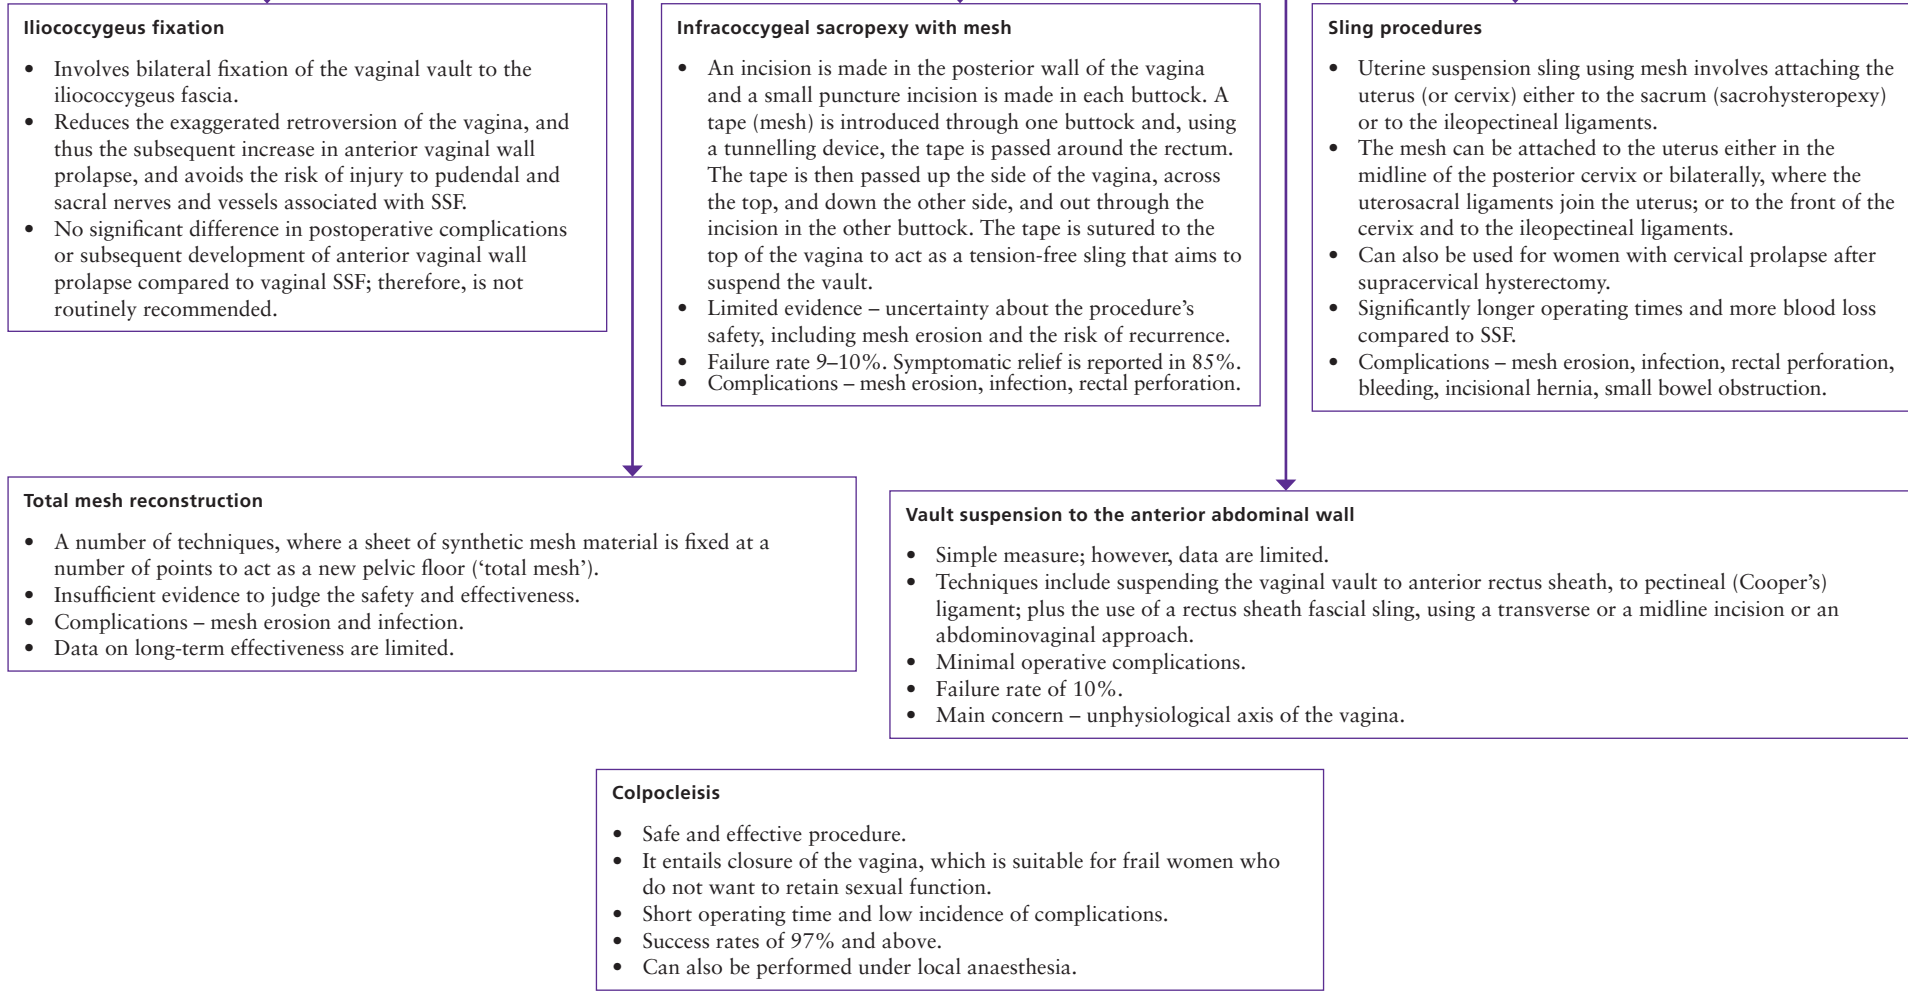 Iliococcygeus fixation
• Involves bilateral fixation of the vaginal vault to the
iliococcygeus fascia.
• Reduces the exaggerated retroversion of the vagina, and
thus the subsequent increase in anterior vaginal wall
prolapse, and avoids the risk of injury to pudendal and
sacral nerves and vessels associated with SSF.
• No significant difference in postoperative complications
or subsequent development of anterior vaginal wall
prolapse compared to vaginal SSF; therefore, is not
routinely recommended.
Infracoccygeal sacropexy with mesh
• An incision is made in the posterior wall of the vagina
and a small puncture incision is made in each buttock. A
tape (mesh) is introduced through one buttock and, using
a tunnelling device, the tape is passed around the rectum.
The tape is then passed up the side of the vagina, across
the top, and down the other side, and out through the
incision in the other buttock. The tape is sutured to the
top of the vagina to act as a tension-free sling that aims to
suspend the vault.
• Limited evidence – uncertainty about the procedure’s
safety, including mesh erosion and the risk of recurrence.
• Failure rate 9–10%. Symptomatic relief is reported in 85%.
• Complications – mesh erosion, infection, rectal perforation.
Sling procedures
• Uterine suspension sling using mesh involves attaching the
uterus (or cervix) either to the sacrum (sacrohysteropexy)
or to the ileopectineal ligaments.
• The mesh can be attached to the uterus either in the
midline of the posterior cervix or bilaterally, where the
uterosacral ligaments join the uterus; or to the front of the
cervix and to the ileopectineal ligaments.
• Can also be used for women with cervical prolapse after
supracervical hysterectomy.
• Significantly longer operating times and more blood loss
compared to SSF.
• Complications – mesh erosion, infection, rectal perforation,
bleeding, incisional hernia, small bowel obstruction.
Total mesh reconstruction
• A number of techniques, where a sheet of synthetic mesh material is fixed at a
number of points to act as a new pelvic floor (‘total mesh’).
• Insufficient evidence to judge the safety and effectiveness.
• Complications – mesh erosion and infection.
• Data on long-term effectiveness are limited.
Vault suspension to the anterior abdominal wall
• Simple measure; however, data are limited.
• Techniques include suspending the vaginal vault to anterior rectus sheath, to pectineal (Cooper’s)
ligament; plus the use of a rectus sheath fascial sling, using a transverse or a midline incision or an
abdominovaginal approach.
• Minimal operative complications.
• Failure rate of 10%.
• Main concern – unphysiological axis of the vagina.
Colpocleisis
• Safe and effective procedure.
• It entails closure of the vagina, which is suitable for frail women who
do not want to retain sexual function.
• Short operating time and low incidence of complications.
• Success rates of 97% and above.
• Can also be performed under local anaesthesia.